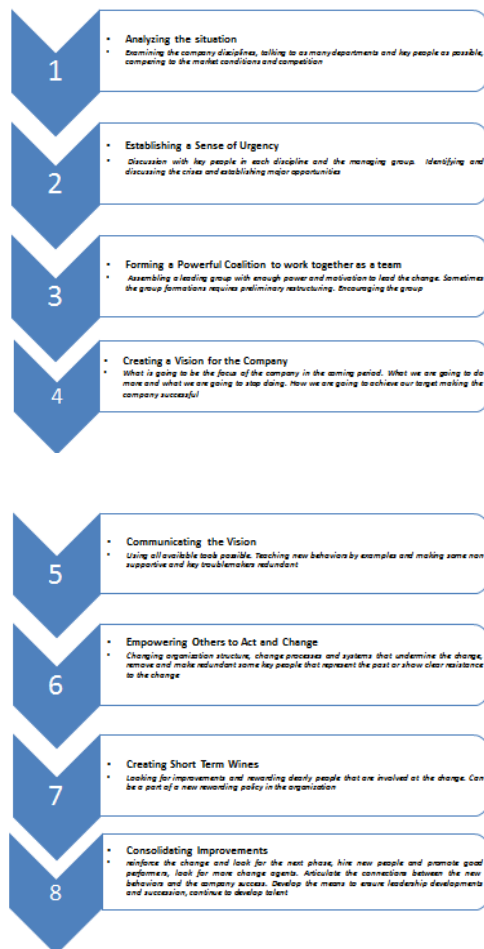 1
• Analyzing the situation
• Examining the company disciplines, talking to as many departments and key people as possible,
compering to the market conditions and competition
2
• Establishing a Sense of Urgency
• Discussion with key people in each discipline and the managing group. Identifying and
discussing the crises and establishing major opportunities
3
• Forming a Powerful Coalition to work together as a team
• Assembling a leading group with enough power and motivation to lead the change. Sometimes
the group formations requires preliminary restructuring. Encouraging the group
4
• Creating a Vision for the Company
• What is going to be the focus of the company in the coming period. What we are going to do
more and what we are going to stop doing. How we are going to achieve our target making the
company successful
5
• Communicating the Vision
• Using all available tools possible. Teaching new behaviors by examples and making some non
supportive and key troublemakers redundant
6
• Empowering Others to Act and Change
• Changing organization structure, change processes and systems that undermine the change,
remove and make redundant some key people that represent the past or show clear resistance
to the change
7
• Creating Short Term Wines
• Looking for improvements and rewarding clearly people that are involved at the change. Can
be a part of a new rewarding policy in the organization
8
• Consolidating Improvements
• reinforce the change and look for the next phase, hire new people and promote good
performers, look for more change agents. Articulate the connections between the new
behaviors and the company success. Develop the means to ensure leadership developments
and succession, continue to develop talent